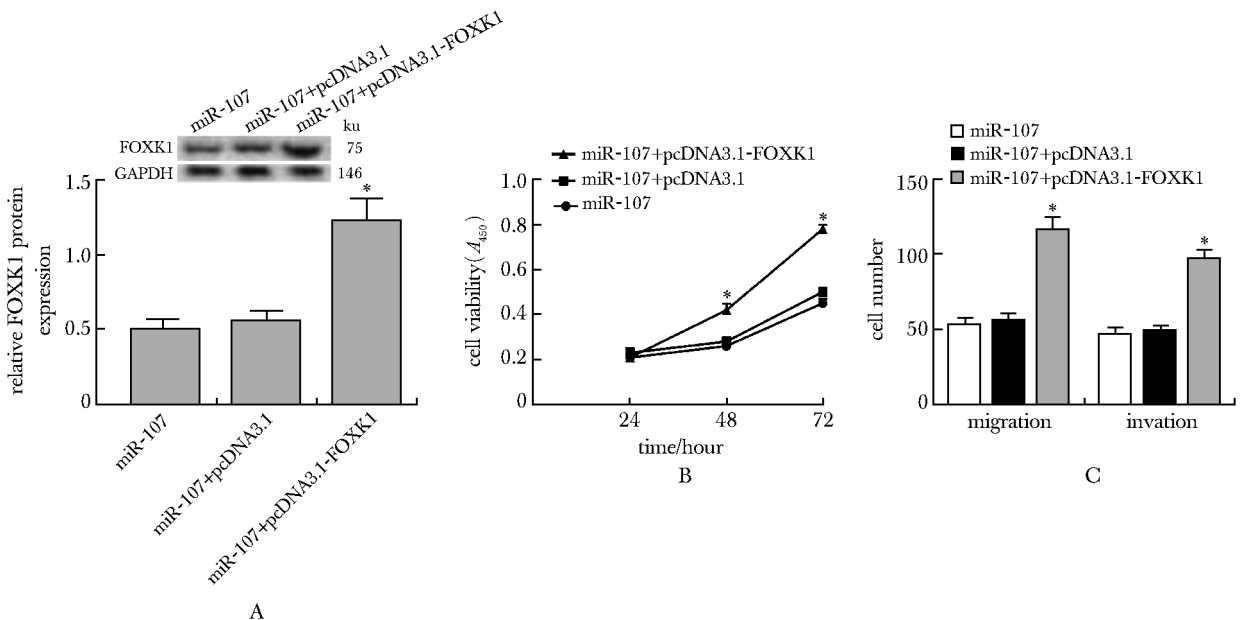 miR-107
miR-107+pcDNA3.1
miR-107+pcDNA3.1-FOXK1
ku
FOXK1
75
GAPDH
146
relative FOXK1 protein
expression
1.5
1.0
0.5
0
*
miR-107
miR-107+pcDNA3.1
miR-107+pcDNA3.1-FOXK1
A
miR-107+pcDNA3.1-FOXK1
miR-107+pcDNA3.1
miR-107
cell viability(A450)
1.0
0.8
0.6
0.4
0.2
0
*
*
24
48
72
time/hour
B
miR-107
miR-107+pcDNA3.1
miR-107+pcDNA3.1-FOXK1
cell number
150
100
50
0
*
*
migration
invation
C